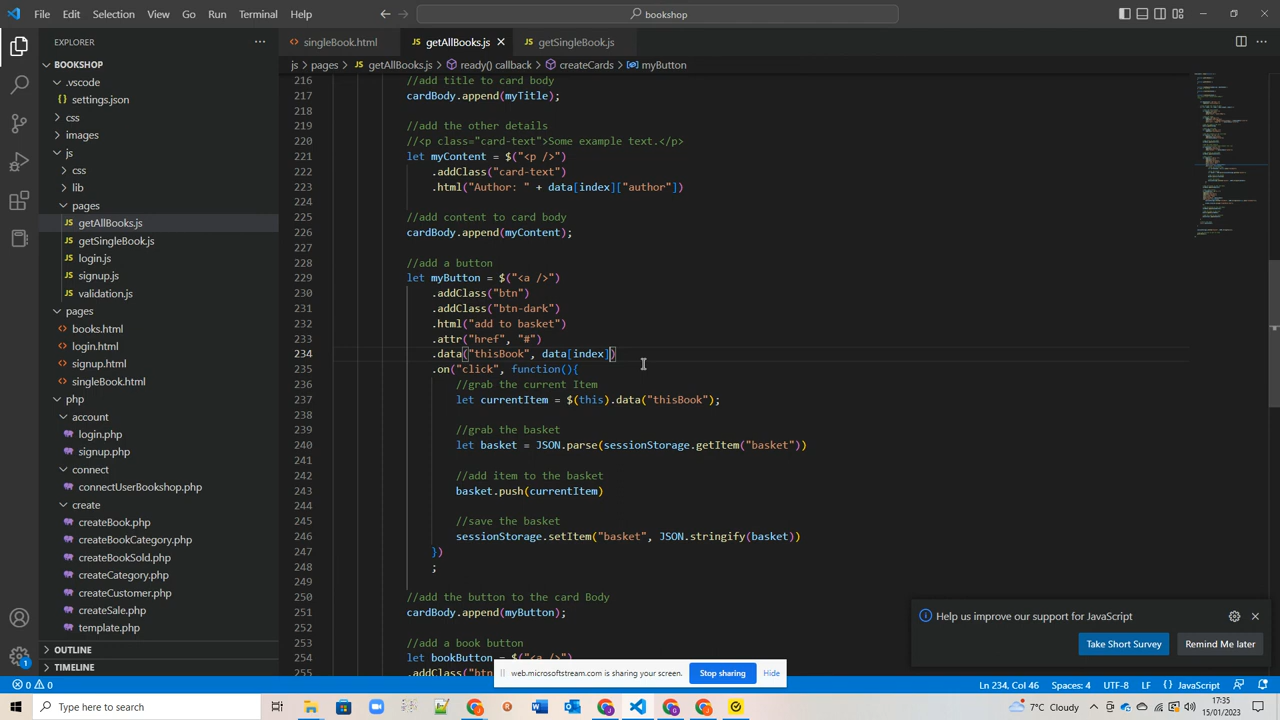 File Edit Selection View Go Run Terminal Help
bookshop
EXPLORER
singleBook.html getAllBooks.js getSingleBook.js
BOOKSHOP
js > pages > getAllBooks.js > ready() callback > createCards > myButton
.vscode
settings.json
css
images
js
css
lib
pages
getAllBooks.js
getSingleBook.js
login.js
signup.js
validation.js
pages
books.html
login.html
signup.html
singleBook.html
php
account
login.php
signup.php
connect
connectUserBookshop.php
create
createBook.php
createBookCategory.php
createBookSold.php
createCategory.php
createCustomer.php
createSale.php
template.php
OUTLINE
TIMELINE
216 //add title to card body
217 cardBody.append(myTitle);
218
219 //add the other details
220 //<p class="card-text">Some example text.</p>
221 let myContent = $("<p />")
222 .addClass("card-text")
223 .html("Author: " + data[index]["author"])
224
225 //add content to card body
226 cardBody.append(myContent);
227
228 //add a button
229 let myButton = $("<a />")
230 .addClass("btn")
231 .addClass("btn-dark")
232 .html("add to basket")
233 .attr("href", "#")
234 .data("thisBook", data[index])
235 .on("click", function(){
236 //grab the current Item
237 let currentItem = $(this).data("thisBook");
238
239 //grab the basket
240 let basket = JSON.parse(sessionStorage.getItem("basket"))
241
242 //add item to the basket
243 basket.push(currentItem)
244
245 //save the basket
246 sessionStorage.setItem("basket", JSON.stringify(basket))
247 })
248 ;
249
250 //add the button to the card Body
251 cardBody.append(myButton);
252
253 //add a book button
254 let bookButton = $("<a />")
255 .addClass("btn")
Help us improve our support for JavaScript
Take Short Survey Remind Me later
web.microsoftstream.com is sharing your screen. Stop sharing Hide
0 0 Ln 234, Col 46 Spaces: 4 UTF-8 LF {} JavaScript
Type here to search
7°C Cloudy
17:35
15/01/2023